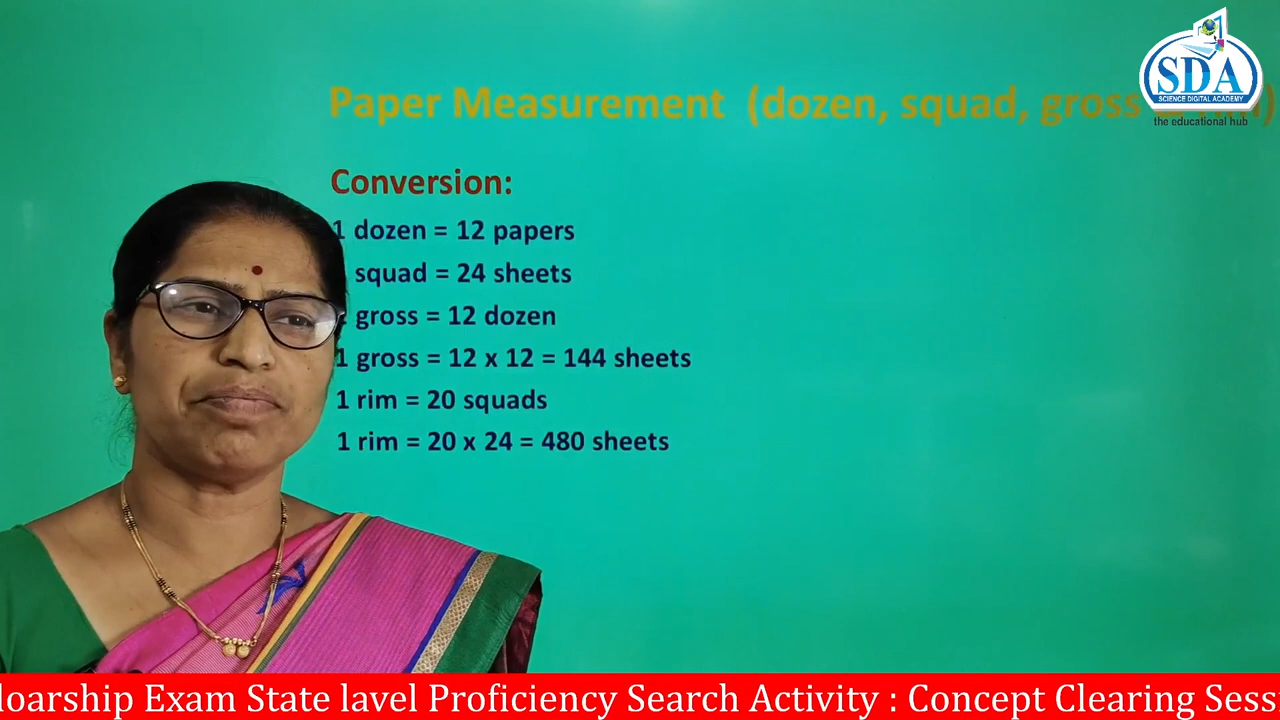 SDA
SCIENCE DIGITAL ACADEMY
the educational hub
Paper Measurement (dozen, squad, gross
Conversion:
1 dozen = 12 papers
squad = 24 sheets
gross = 12 dozen
1 gross = 12 x 12 = 144 sheets
1 rim = 20 squads
1 rim = 20 x 24 = 480 sheets
loarship Exam State lavel Proficiency Search Activity : Concept Clearing Sess